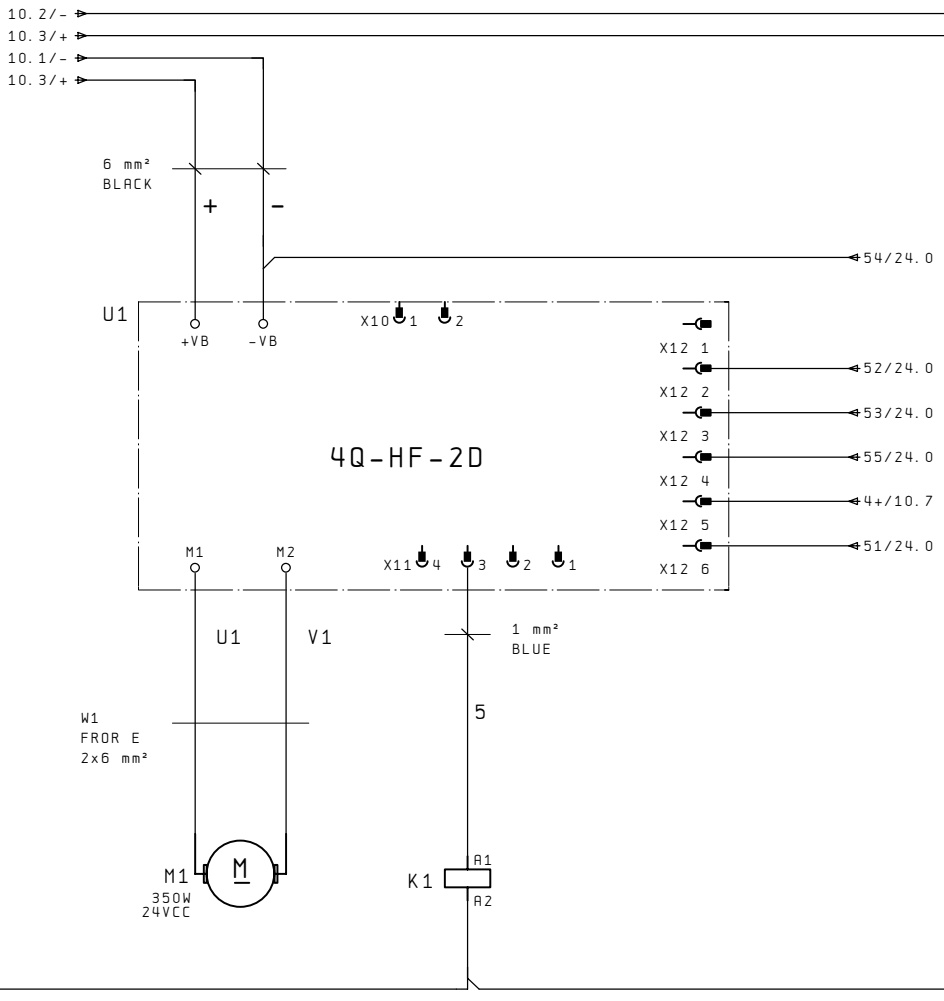 10.2/-
10.3/+
10.1/-
10.3/+
6 mm²
BLACK
+ -
54/24.0
U1
+VB -VB
X10 1 2
X12 1
52/24.0
X12 2
53/24.0
X12 3
4Q-HF-2D
55/24.0
X12 4
4+/10.7
X12 5
51/24.0
X12 6
M1 M2
X11 4 3 2 1
U1 V1
1 mm²
BLUE
5
W1
FROR E
2x6 mm²
M
M1
350W
24VCC
A1
K1
A2